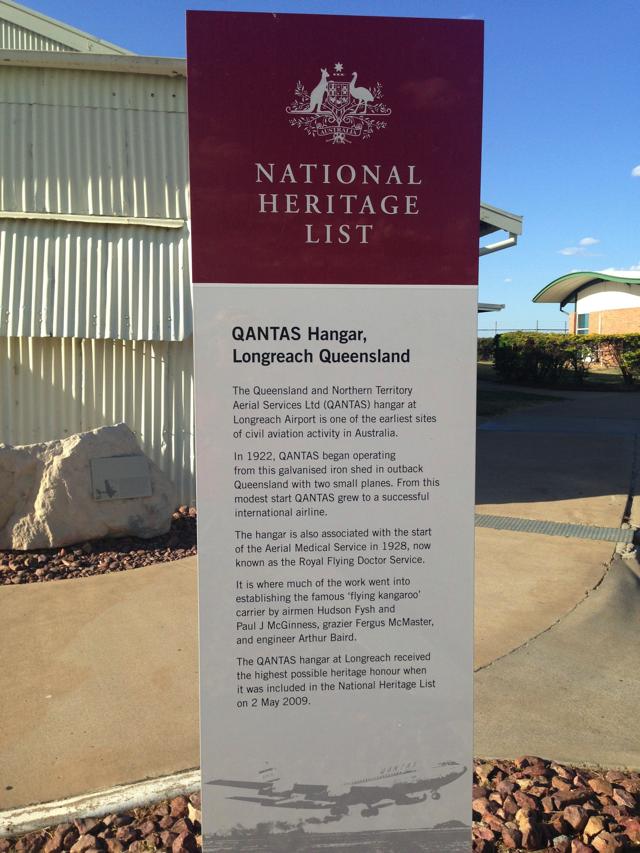 AUSTRALIA
NATIONAL
HERITAGE
LIST
QANTAS Hangar,
Longreach Queensland
The Queensland and Northern Territory
Aerial Services Ltd (QANTAS) hangar at
Longreach Airport is one of the earliest sites
of civil aviation activity in Australia.
In 1922, QANTAS began operating
from this galvanised iron shed in outback
Queensland with two small planes. From this
modest start QANTAS grew to a successful
international airline.
The hangar is also associated with the start
of the Aerial Medical Service in 1928, now
known as the Royal Flying Doctor Service.
It is where much of the work went into
establishing the famous ‘flying kangaroo’
carrier by airmen Hudson Fysh and
Paul J McGinness, grazier Fergus McMaster,
and engineer Arthur Baird.
The QANTAS hangar at Longreach received
the highest possible heritage honour when
it was included in the National Heritage List
on 2 May 2009.
QANTAS